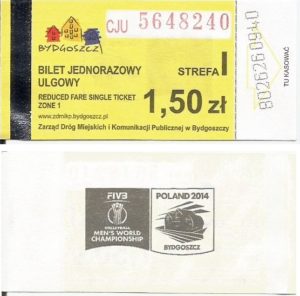 CJU 5648240
BYDGOSZCZ
BILET JEDNORAZOWY
ULGOWY
STREFA I
REDUCED FARE SINGLE TICKET
ZONE 1
1,50 zł
www.zdmikp.bydgoszcz.pl
Zarząd Dróg Miejskich i Komunikacji Publicznej w Bydgoszczy
TU KASOWAĆ
FIVB
VOLLEYBALL
MEN'S WORLD
CHAMPIONSHIP
POLAND 2014
BYDGOSZCZ